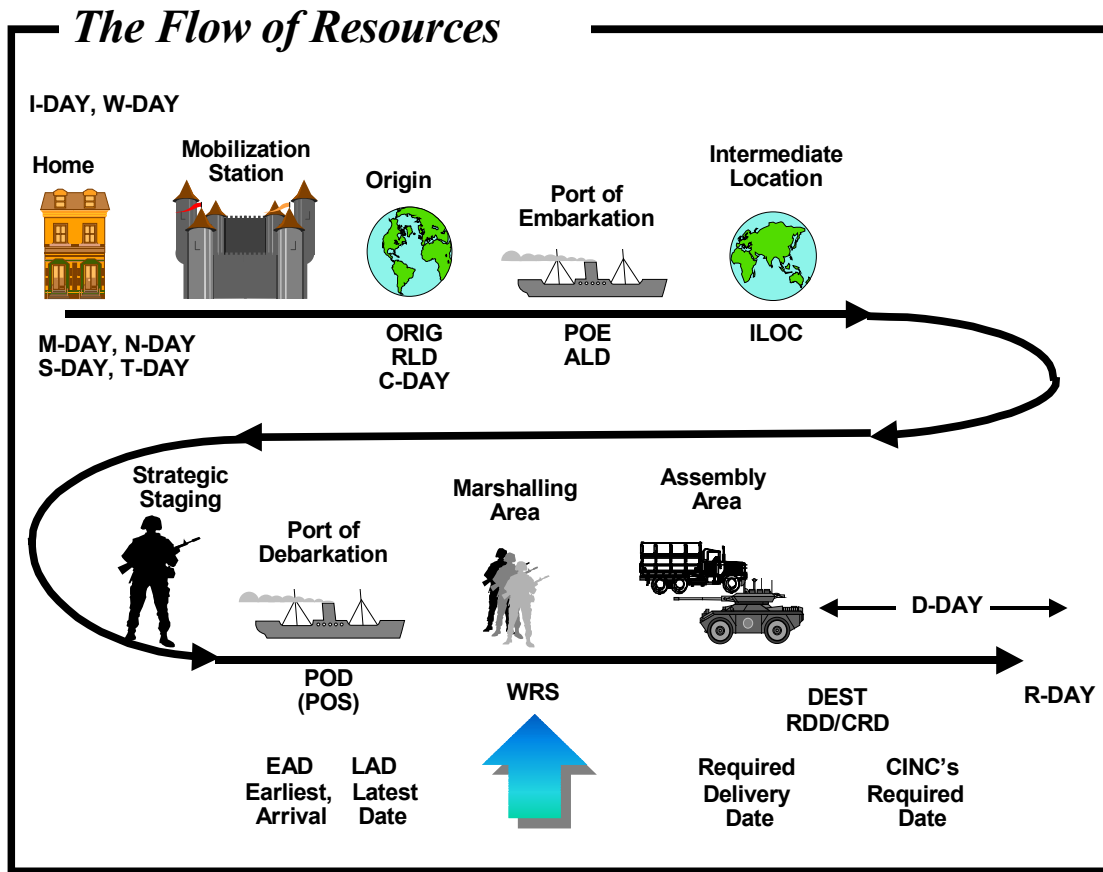 The Flow of Resources
I-DAY, W-DAY
Home
Mobilization
Station
Origin
Port of
Embarkation
Intermediate
Location
M-DAY, N-DAY
S-DAY, T-DAY
ORIG
RLD
C-DAY
POE
ALD
ILOC
Strategic
Staging
Port of
Debarkation
Marshalling
Area
Assembly
Area
D-DAY
POD
(POS)
WRS
DEST
RDD/CRD
R-DAY
EAD
Earliest,
Arrival
LAD
Latest
Date
Required
Delivery
Date
CINC's
Required
Date